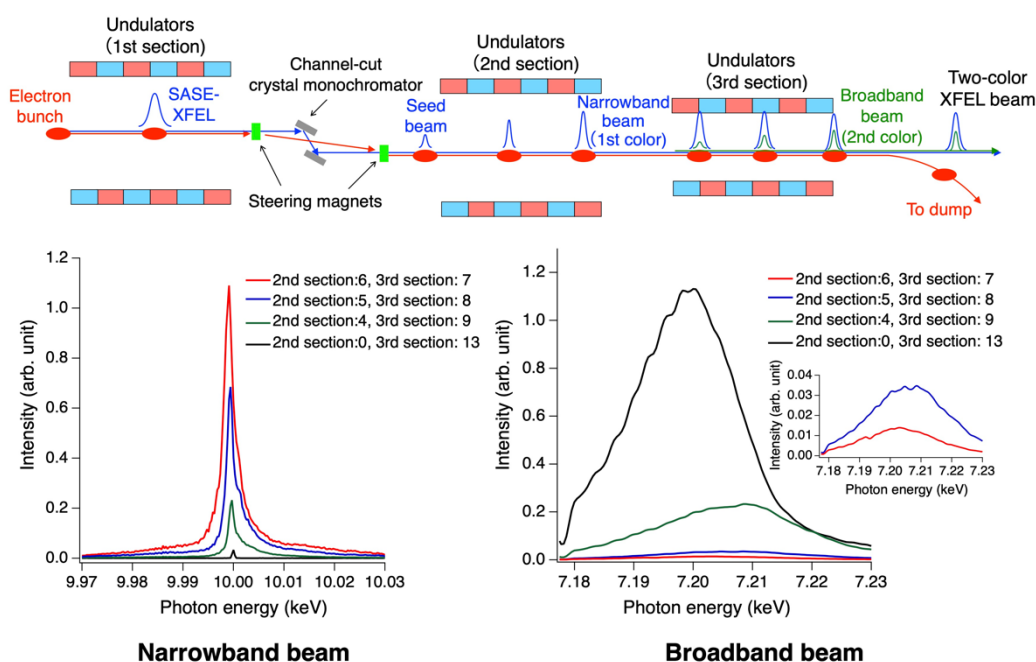 Undulators
(1st section)
Channel-cut
crystal monochromator
Undulators
(2nd section)
Undulators
(3rd section)
Two-color
XFEL beam
Electron
bunch
SASE-
XFEL
Seed
beam
Narrowband
beam
(1st color)
Broadband
beam
(2nd color)
Steering magnets
To dump
Intensity (arb. unit)
1.2
1.0
0.8
0.6
0.4
0.2
0.0
2nd section:6, 3rd section: 7
2nd section:5, 3rd section: 8
2nd section:4, 3rd section: 9
2nd section:0, 3rd section: 13
9.97 9.98 9.99 10.00 10.01 10.02 10.03
Photon energy (keV)
Narrowband beam
Intensity (arb. unit)
1.2
1.0
0.8
0.6
0.4
0.2
0.0
2nd section:6, 3rd section: 7
2nd section:5, 3rd section: 8
2nd section:4, 3rd section: 9
2nd section:0, 3rd section: 13
Intensity (arb. unit)
0.04
0.03
0.02
0.01
0.00
7.18 7.19 7.20 7.21 7.22 7.23
Photon energy (keV)
7.18 7.19 7.20 7.21 7.22 7.23
Photon energy (keV)
Broadband beam